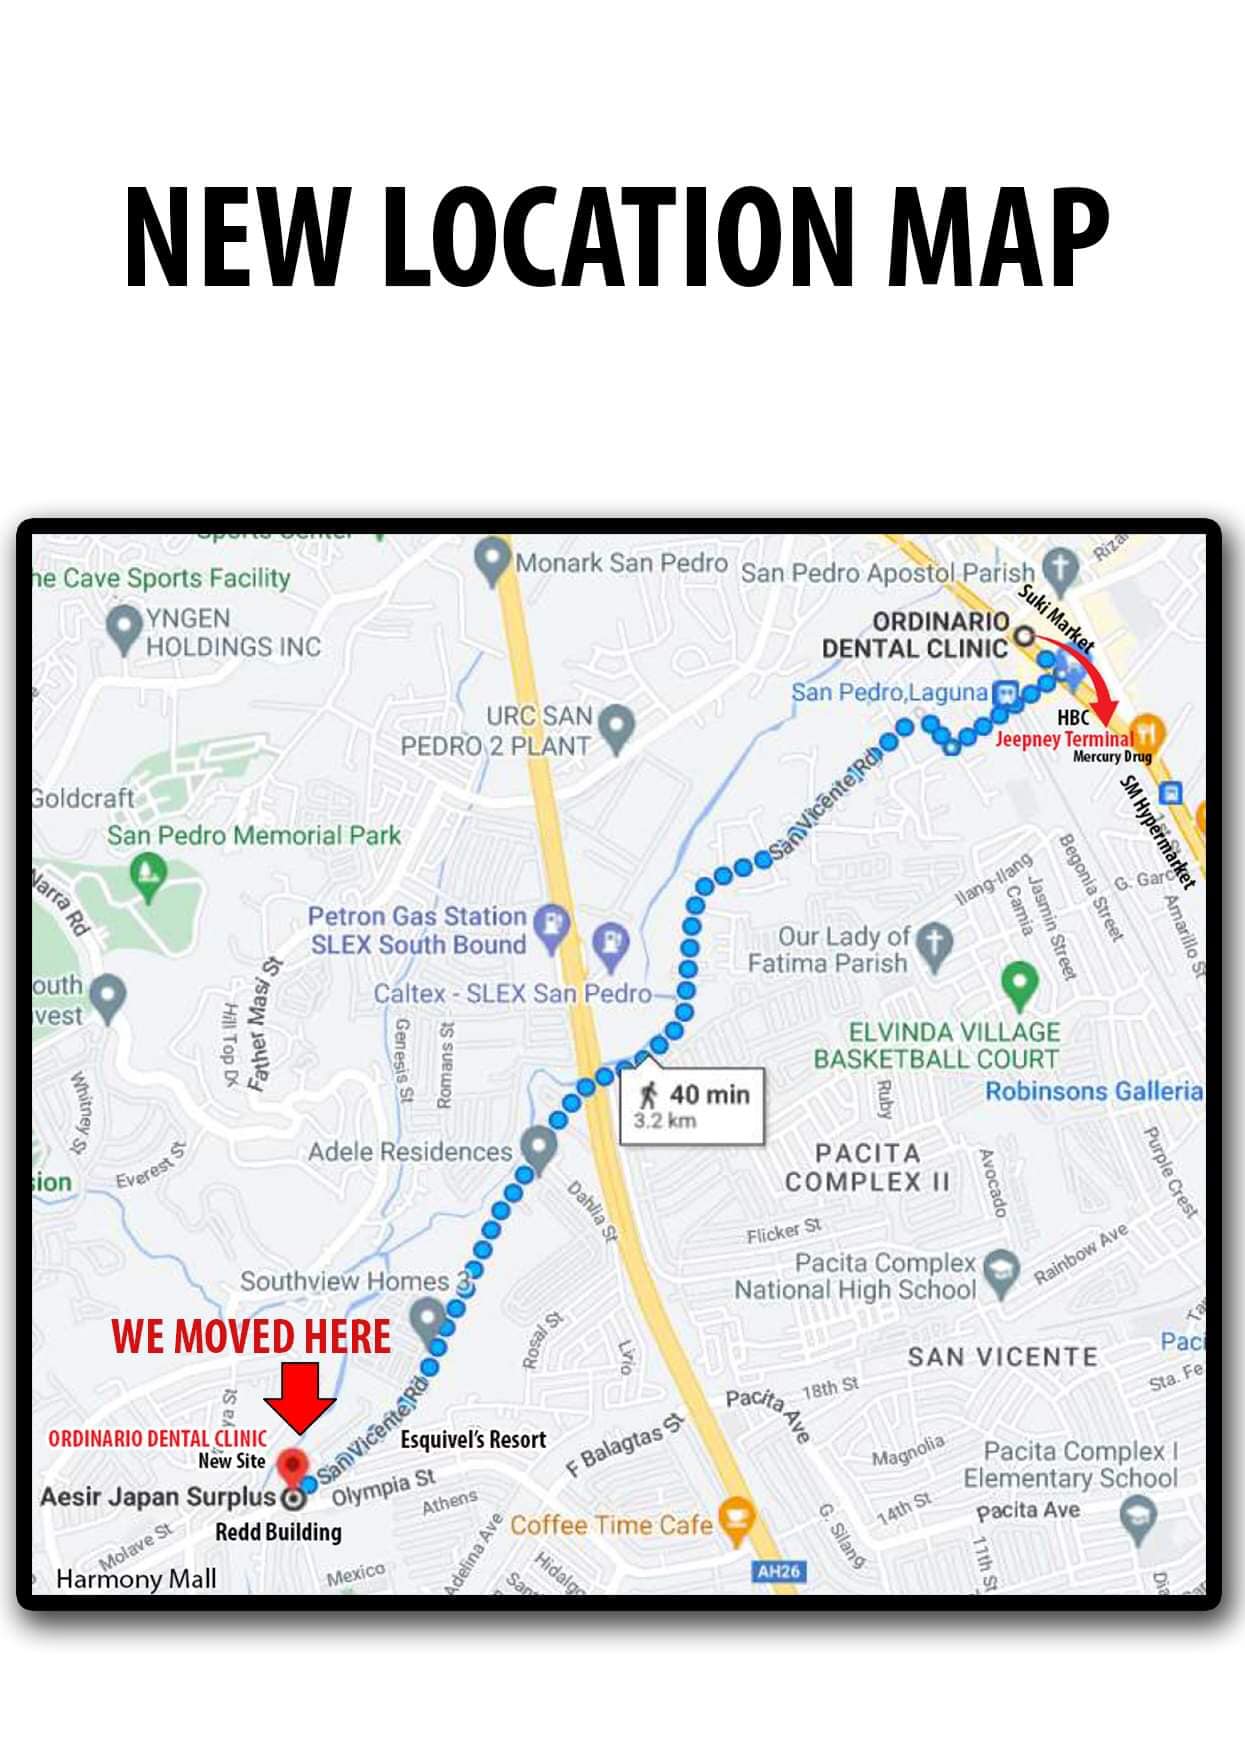 NEW LOCATION MAP
Sports Center
he Cave Sports Facility
YNGEN
HOLDINGS INC
Monark San Pedro
San Pedro Apostol Parish
Suki Market
ORDINARIO
DENTAL CLINIC
San Pedro,Laguna
HBC
Jeepney Terminal
Mercury Drug
SM Hypermarket
URC SAN
PEDRO 2 PLANT
San Vicente Rd
Goldcraft
San Pedro Memorial Park
Narra Rd
Petron Gas Station
SLEX South Bound
Caltex - SLEX San Pedro
Our Lady of
Fatima Parish
Ilang-Ilang
Camia
Jasmin Street
Begonia Street
G. Garc
Amarillo S
1st St
outh
vest
Hill Top Dr
Father Masi St
Genesis St
Romans St
ELVINDA VILLAGE
BASKETBALL COURT
Robinsons Galleria
Ruby
40 min
3.2 km
Whitney St
Everest St
sion
Adele Residences
Dahlia St
PACITA
COMPLEX II
Avocado
Purple Crest
Flicker St
Rainbow Ave
Pacita Complex
National High School
Southview Homes 3
WE MOVED HERE
Rosal St
Lirio
SAN VICENTE
Paci
Sta. Fe
18th St
Pacita Ave
San Vicente Rd
ya St
ORDINARIO DENTAL CLINIC
New Site
Esquivel's Resort
F Balagtas St
Magnolia
Pacita Complex I
Elementary School
Aesir Japan Surplus
Olympia St
Athens
14th St
Pacita Ave
Redd Building
Coffee Time Cafe
G. Silang
11th St
Molave St
Adelina Ave
Hidalgo
Harmony Mall
Mexico
AH26